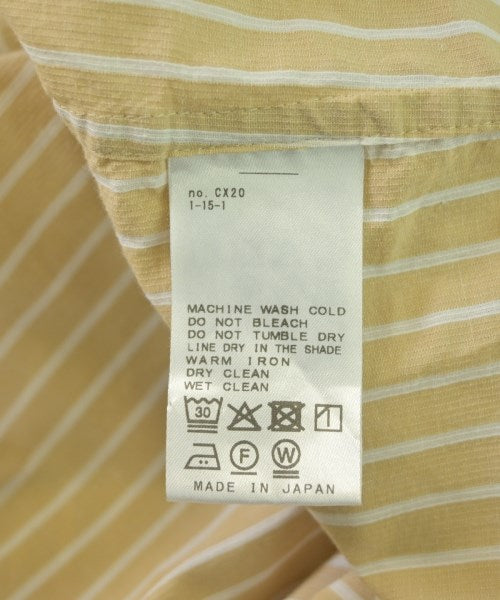 no. CX20
1-15-1
MACHINE WASH COLD
DO NOT BLEACH
DO NOT TUMBLE DRY
LINE DRY IN THE SHADE
WARM IRON
DRY CLEAN
WET CLEAN
30
F W
MADE IN JAPAN